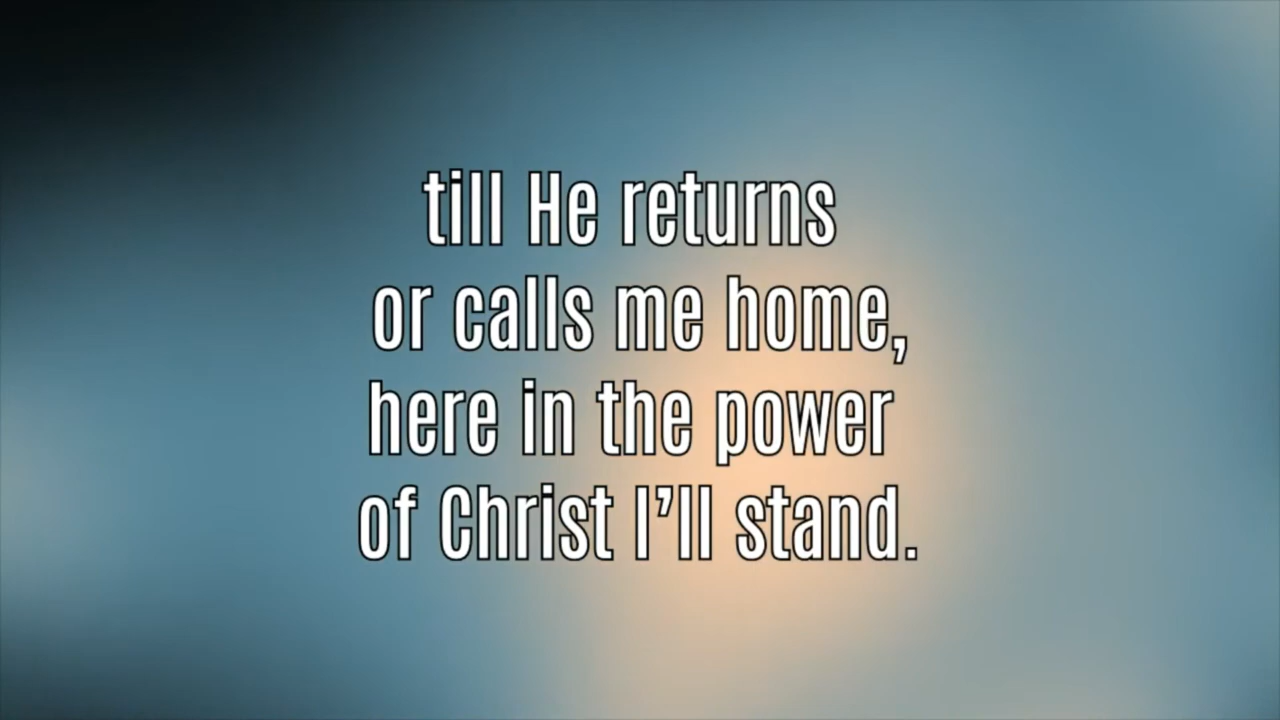 till He returns
or calls me home,
here in the power
of Christ I’ll stand.